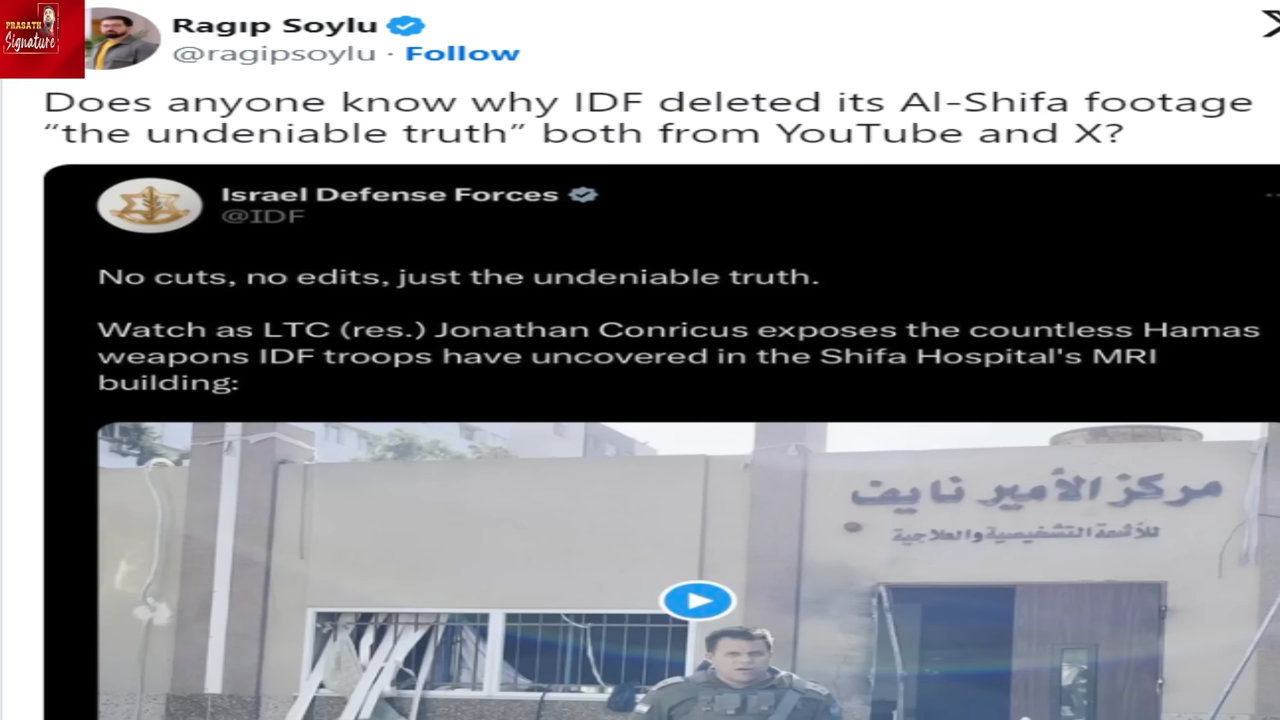 PRASATH
Signature
Ragıp Soylu
@ragipsoylu · Follow
Does anyone know why IDF deleted its Al-Shifa footage
“the undeniable truth” both from YouTube and X?
Israel Defense Forces
@IDF
No cuts, no edits, just the undeniable truth.
Watch as LTC (res.) Jonathan Conricus exposes the countless Hamas
weapons IDF troops have uncovered in the Shifa Hospital's MRI
building:
مركز الأمير نايف
للأشعة التشخيصية والعلاجية